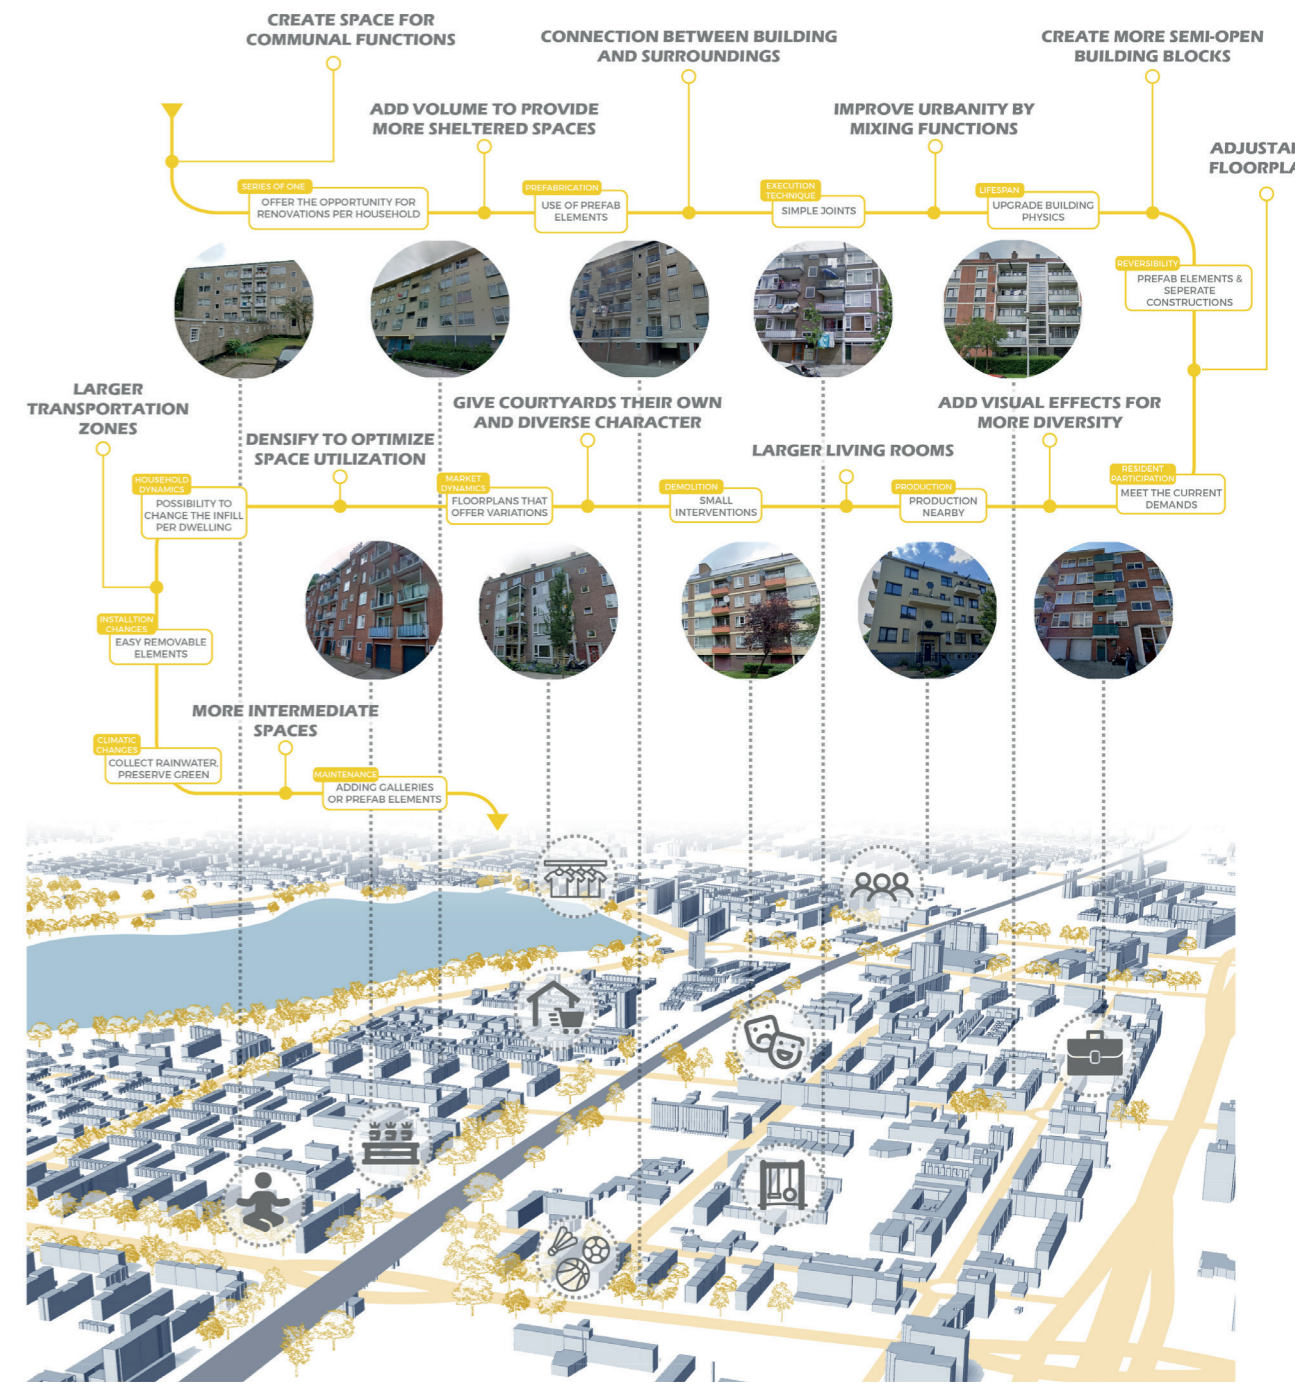 CREATE SPACE FOR
COMMUNAL FUNCTIONS
CONNECTION BETWEEN BUILDING
AND SURROUNDINGS
CREATE MORE SEMI-OPEN
BUILDING BLOCKS
ADD VOLUME TO PROVIDE
MORE SHELTERED SPACES
IMPROVE URBANITY BY
MIXING FUNCTIONS
SERIES OF ONE
OFFER THE OPPORTUNITY FOR
RENOVATIONS PER HOUSEHOLD
PREFABRICATION
USE OF PREFAB
ELEMENTS
EXECUTION
TECHNIQUE
SIMPLE JOINTS
LIFESPAN
UPGRADE BUILDING
PHYSICS
REVERSIBILITY
PREFAB ELEMENTS &
SEPERATE
CONSTRUCTIONS
LARGER
TRANSPORTATION
ZONES
DENSIFY TO OPTIMIZE
SPACE UTILIZATION
GIVE COURTYARDS THEIR OWN
AND DIVERSE CHARACTER
LARGER LIVING ROOMS
ADD VISUAL EFFECTS FOR
MORE DIVERSITY
HOUSEHOLD
DYNAMICS
POSSIBILITY TO
CHANGE THE INFILL
PER DWELLING
MARKET
DYNAMICS
FLOORPLANS THAT
OFFER VARIATIONS
DEMOLITION
SMALL
INTERVENTIONS
PRODUCTION
PRODUCTION
NEARBY
RESIDENT
PARTICIPATION
MEET THE CURRENT
DEMANDS
INSTALLTION
CHANGES
EASY REMOVABLE
ELEMENTS
MORE INTERMEDIATE
SPACES
CLIMATIC
CHANGES
COLLECT RAINWATER,
PRESERVE GREEN
MAINTENANCE
ADDING GALLERIES
OR PREFAB ELEMENTS